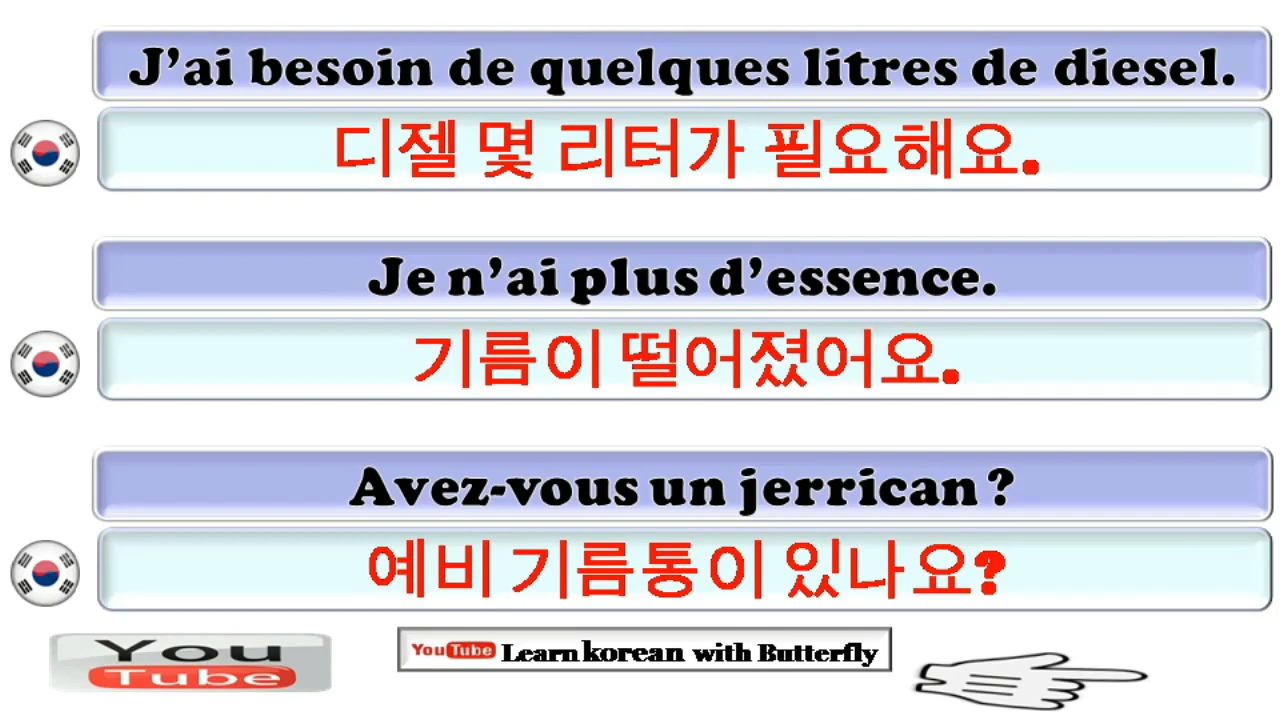 J’ai besoin de quelques litres de diesel.
디젤 몇 리터가 필요해요.
Je n’ai plus d’essence.
기름이 떨어졌어요.
Avez-vous un jerrican ?
예비 기름통이 있나요?
You Tube
YouTube Learn korean with Butterfly